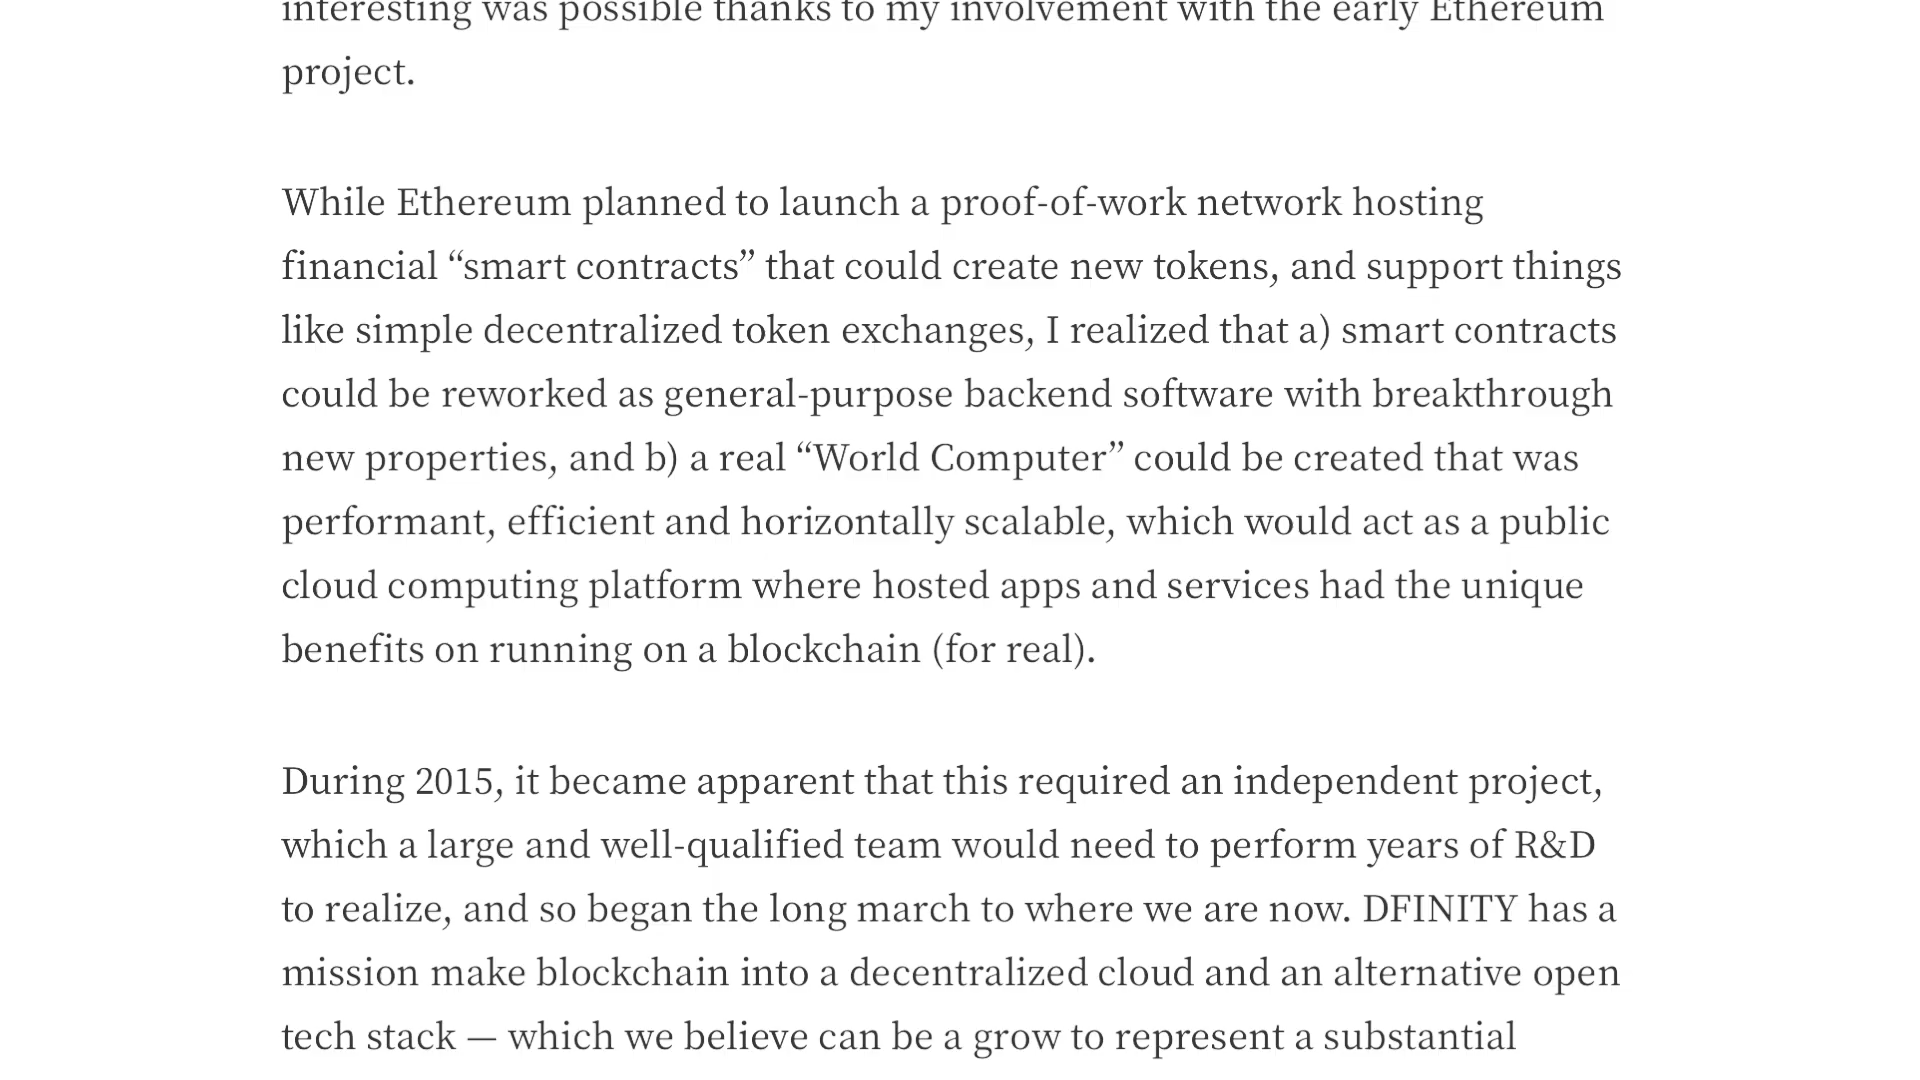 interesting was possible thanks to my involvement with the early Ethereum
project.
While Ethereum planned to launch a proof-of-work network hosting
financial “smart contracts” that could create new tokens, and support things
like simple decentralized token exchanges, I realized that a) smart contracts
could be reworked as general-purpose backend software with breakthrough
new properties, and b) a real “World Computer” could be created that was
performant, efficient and horizontally scalable, which would act as a public
cloud computing platform where hosted apps and services had the unique
benefits on running on a blockchain (for real).
During 2015, it became apparent that this required an independent project,
which a large and well-qualified team would need to perform years of R&D
to realize, and so began the long march to where we are now. DFINITY has a
mission make blockchain into a decentralized cloud and an alternative open
tech stack — which we believe can be a grow to represent a substantial